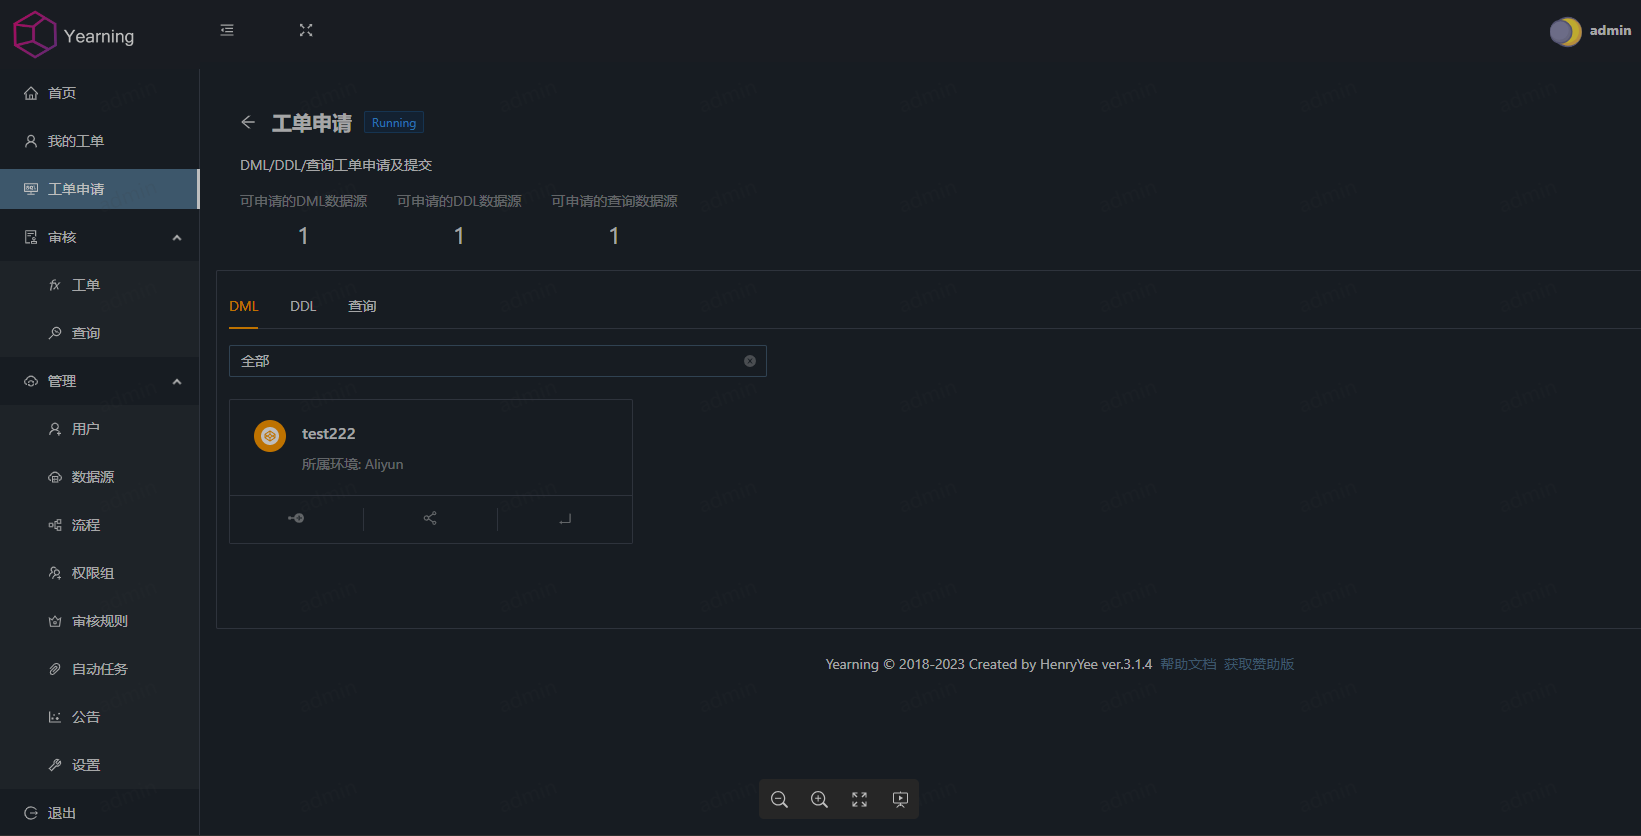 Yearning
admin
首页
我的工单
工单申请
审核
工单
查询
管理
用户
数据源
流程
权限组
审核规则
自动任务
公告
设置
退出
工单申请 Running
DML/DDL/查询工单申请及提交
可申请的DML数据源 可申请的DDL数据源 可申请的查询数据源
1 1 1
DML DDL 查询
全部
test222
所属环境: Aliyun
Yearning © 2018-2023 Created by HenryYee ver.3.1.4 帮助文档 获取赞助版